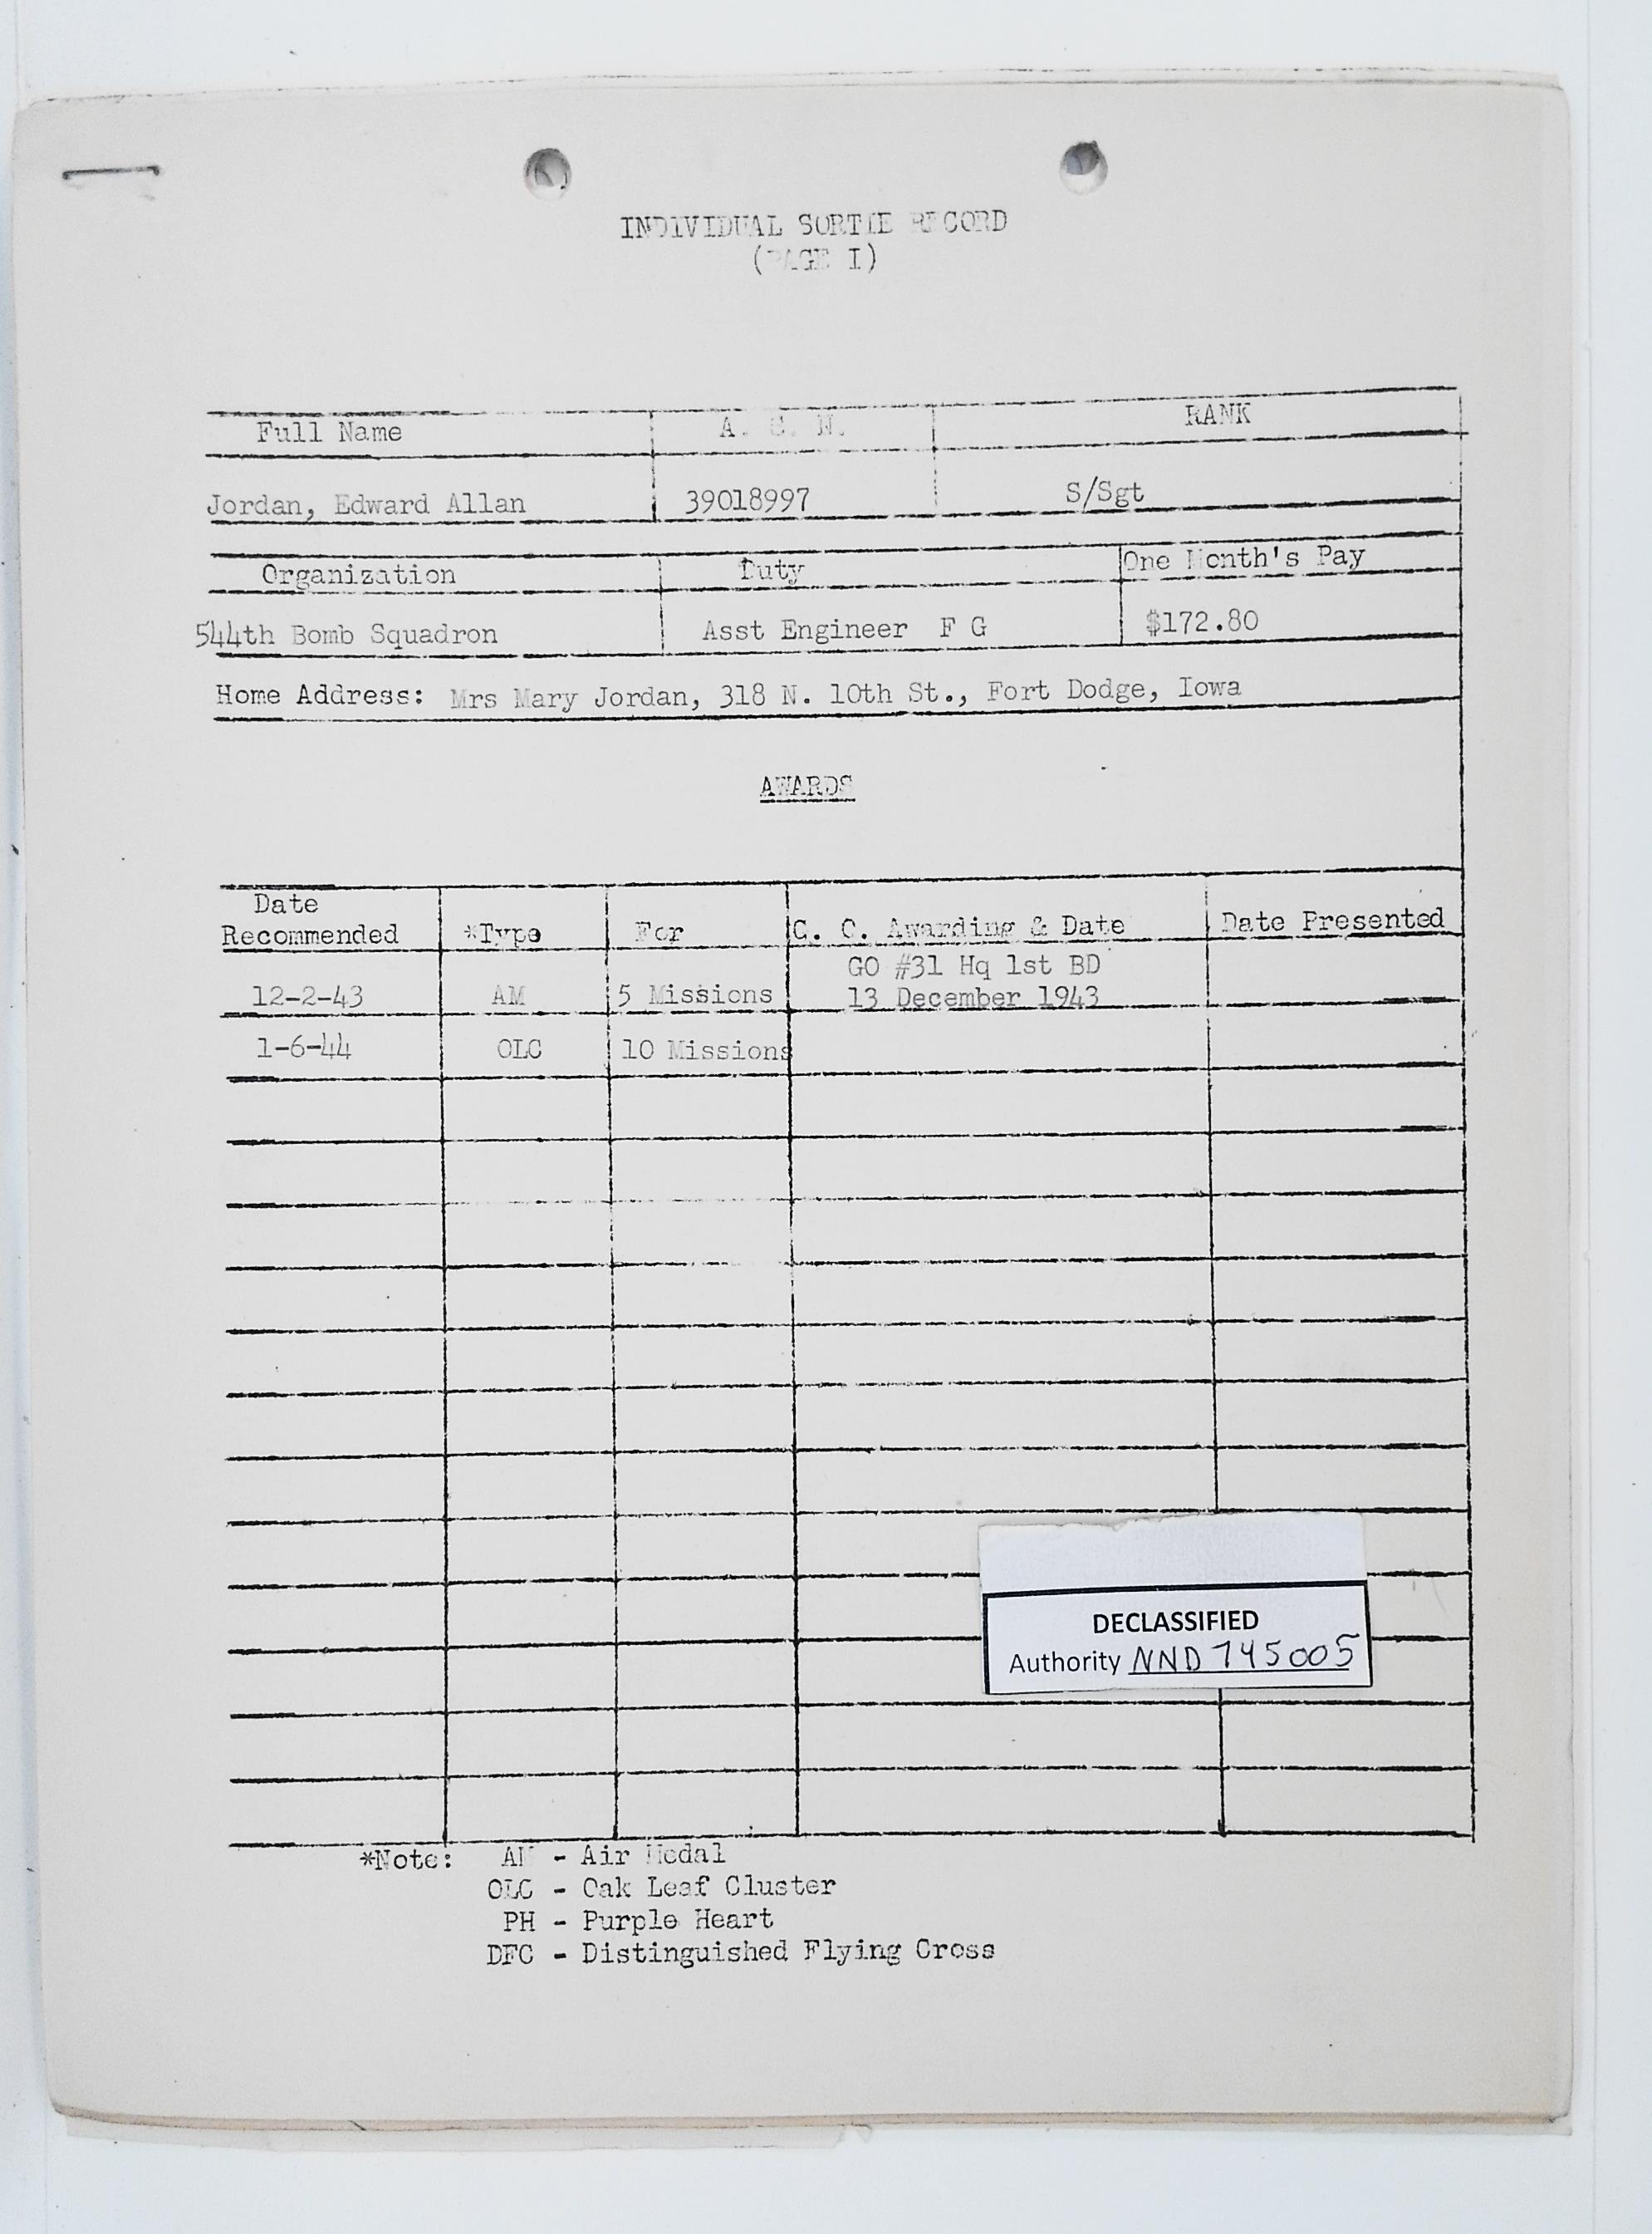 INDIVIDUAL SORTIE RECORD
(PAGE I)
Full Name A. S. N. RANK
Jordan, Edward Allan 39018997 S/Sgt
Organization Duty One Month's Pay
544th Bomb Squadron Asst Engineer F G $172.80
Home Address: Mrs Mary Jordan, 318 N. 10th St., Fort Dodge, Iowa
AWARDS
Date
Recommended *Type For G. O. Awarding & Date Date Presented
GO #31 Hq 1st BD
12-2-43 AM 5 Missions 13 December 1943
1-6-44 OLC 10 Missions
DECLASSIFIED
Authority NND 745005
*Note: AM - Air Medal
OLC - Oak Leaf Cluster
PH - Purple Heart
DFC - Distinguished Flying Cross